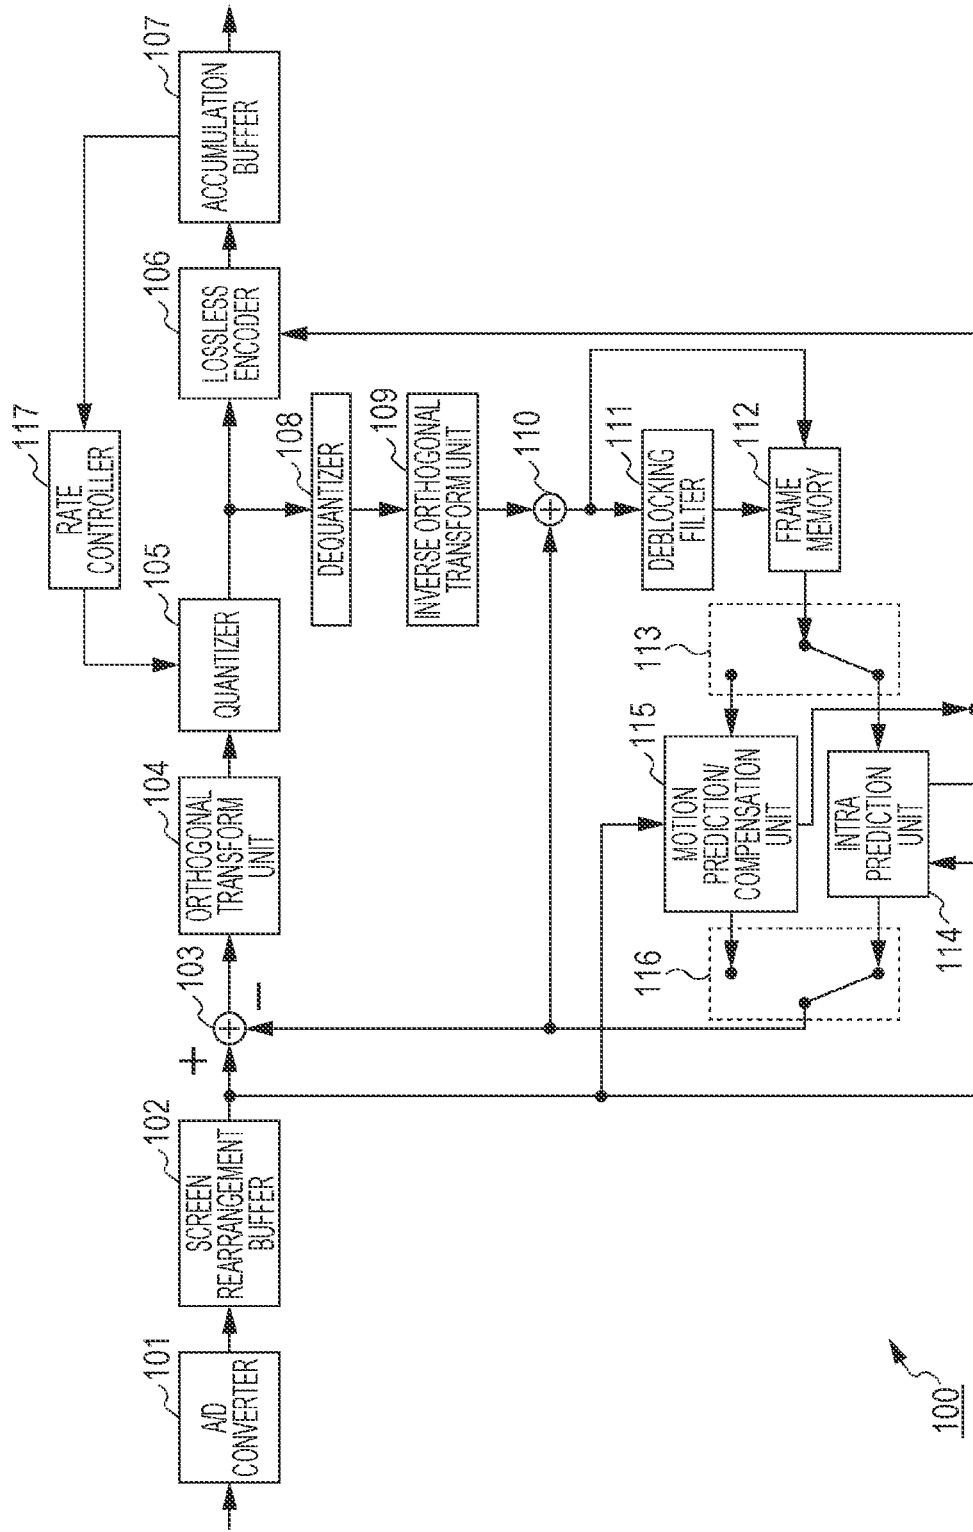 117
RATE
CONTROLLER
101
A/D
CONVERTER
102
SCREEN
REARRANGEMENT
BUFFER
+
103
−
104
ORTHOGONAL
TRANSFORM
UNIT
105
QUANTIZER
106
LOSSLESS
ENCODER
107
ACCUMULATION
BUFFER
108
DEQUANTIZER
109
INVERSE ORTHOGONAL
TRANSFORM UNIT
110
111
DEBLOCKING
FILTER
112
FRAME
MEMORY
113
115
MOTION
PREDICTION/
COMPENSATION
UNIT
116
INTRA
PREDICTION
UNIT
114
100